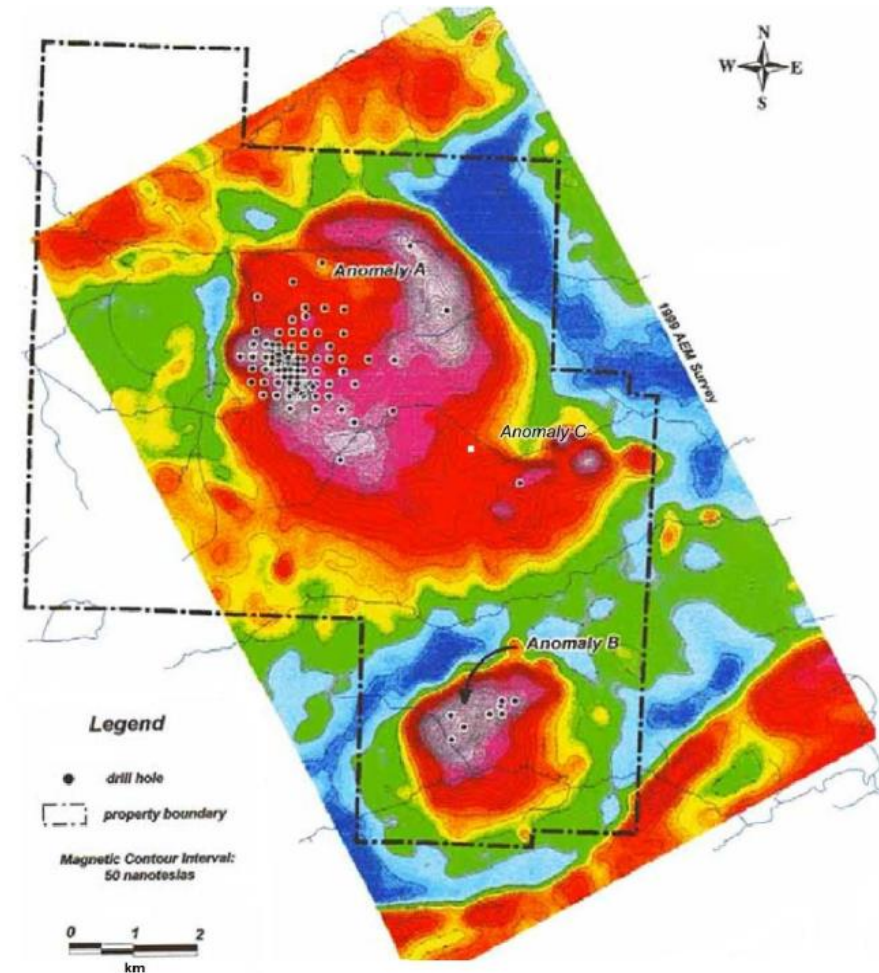 N
W E
S
Anomaly A
1999 AEM Survey
Anomaly C
Anomaly B
Legend
drill hole
property boundary
Magnetic Contour Interval:
50 nanoteslas
0 1 2
km